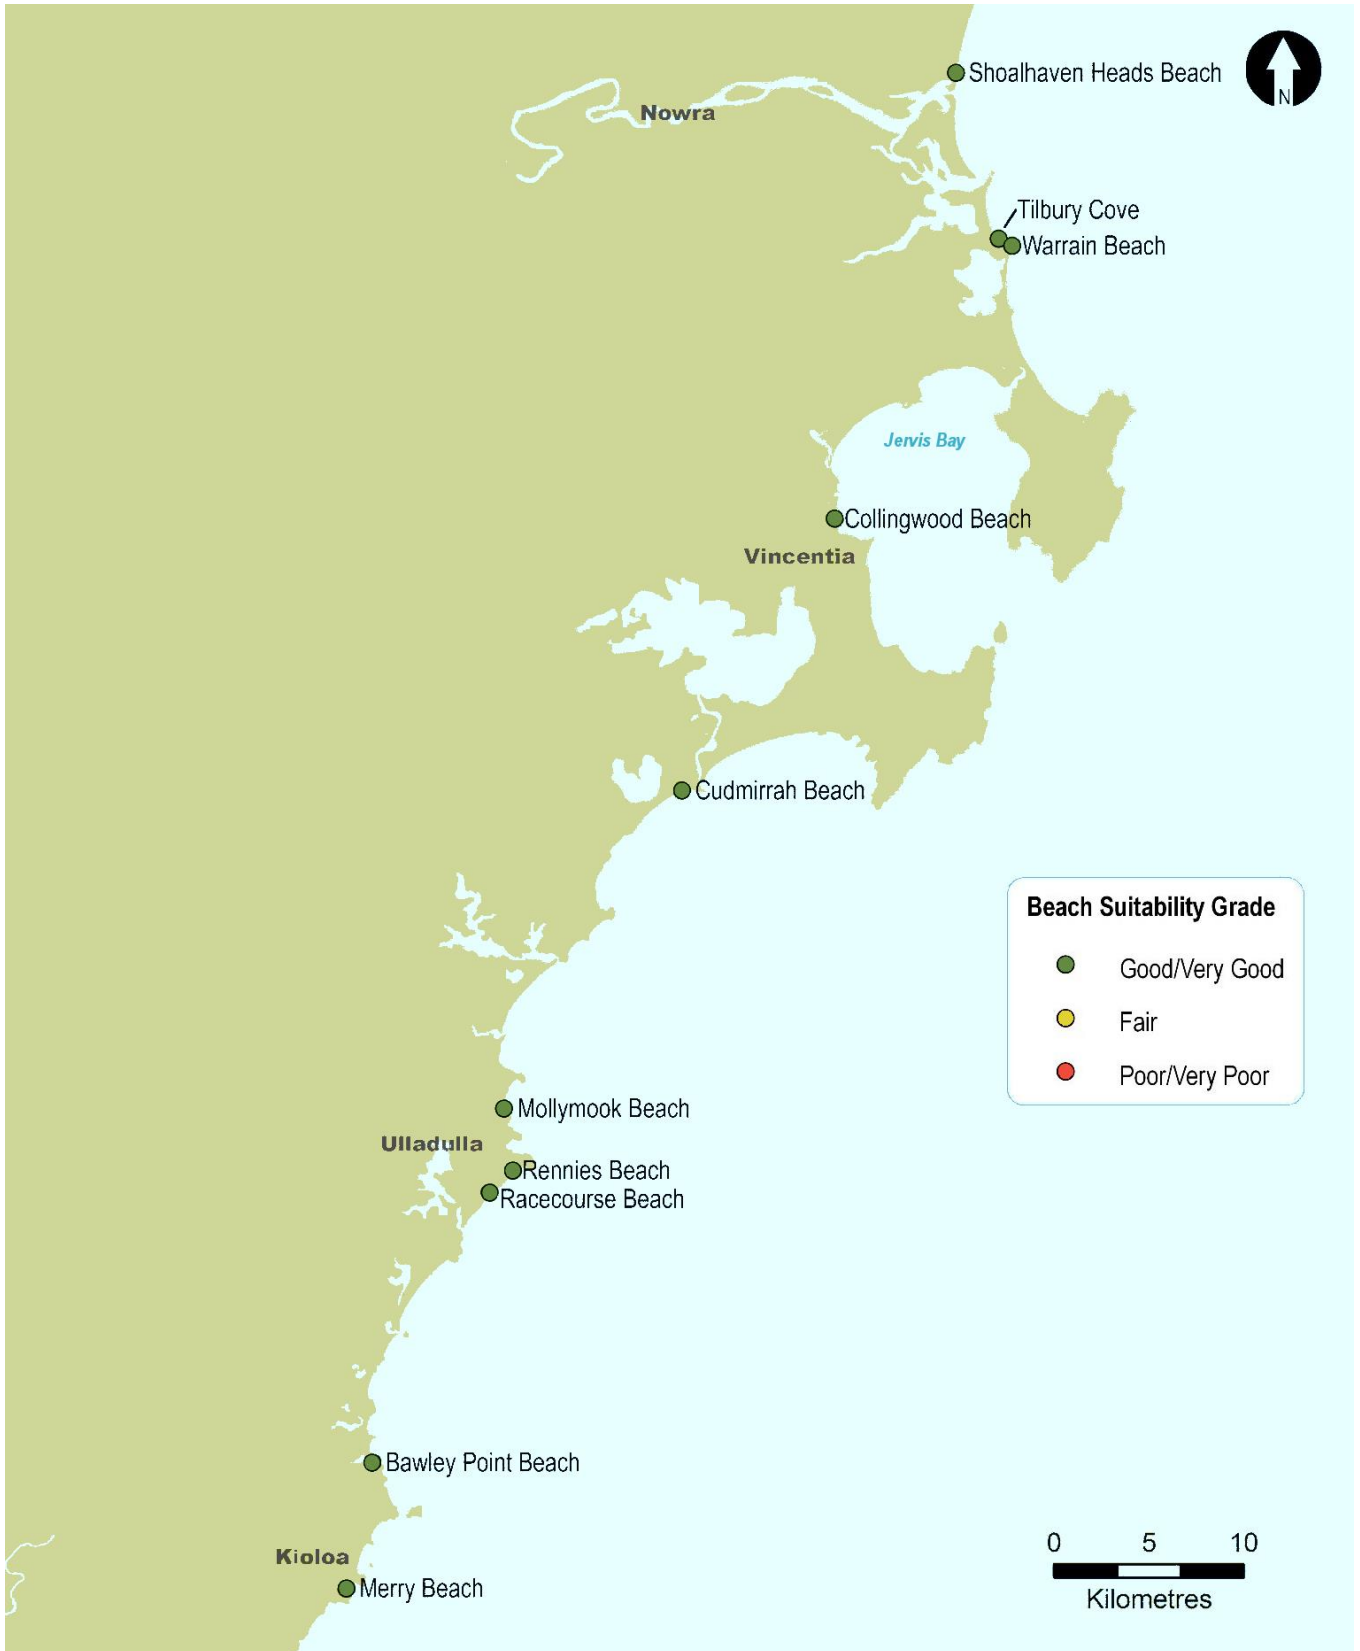 Shoalhaven Heads Beach
N
Nowra
Tilbury Cove
Warrain Beach
Jervis Bay
Collingwood Beach
Vincentia
Cudmirrah Beach
Beach Suitability Grade
Good/Very Good
Fair
Poor/Very Poor
Mollymook Beach
Ulladulla
Rennies Beach
Racecourse Beach
Bawley Point Beach
Kioloa
Merry Beach
0 5 10
Kilometres